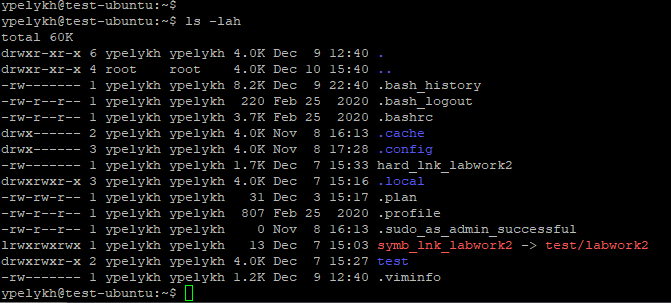 ypelykh@test-ubuntu:~$
ypelykh@test-ubuntu:~$ ls -lah
total 60K
drwxr-xr-x 6 ypelykh ypelykh 4.0K Dec  9 12:40 .
drwxr-xr-x 4 root    root    4.0K Dec 10 15:40 ..
-rw------- 1 ypelykh ypelykh 8.2K Dec  9 22:40 .bash_history
-rw-r--r-- 1 ypelykh ypelykh  220 Feb 25  2020 .bash_logout
-rw-r--r-- 1 ypelykh ypelykh 3.7K Feb 25  2020 .bashrc
drwx------ 2 ypelykh ypelykh 4.0K Nov  8 16:13 .cache
drwx------ 3 ypelykh ypelykh 4.0K Nov  8 17:28 .config
-rw------- 1 ypelykh ypelykh 1.7K Dec  7 15:33 hard_lnk_labwork2
drwxrwxr-x 3 ypelykh ypelykh 4.0K Dec  7 15:16 .local
-rw-rw-r-- 1 ypelykh ypelykh   31 Dec  3 15:17 .plan
-rw-r--r-- 1 ypelykh ypelykh  807 Feb 25  2020 .profile
-rw-r--r-- 1 ypelykh ypelykh    0 Nov  8 16:13 .sudo_as_admin_successful
lrwxrwxrwx 1 ypelykh ypelykh   13 Dec  7 15:03 symb_lnk_labwork2 -> test/labwork2
drwxrwxr-x 2 ypelykh ypelykh 4.0K Dec  7 15:27 test
-rw------- 1 ypelykh ypelykh 1.2K Dec  9 12:40 .viminfo
ypelykh@test-ubuntu:~$